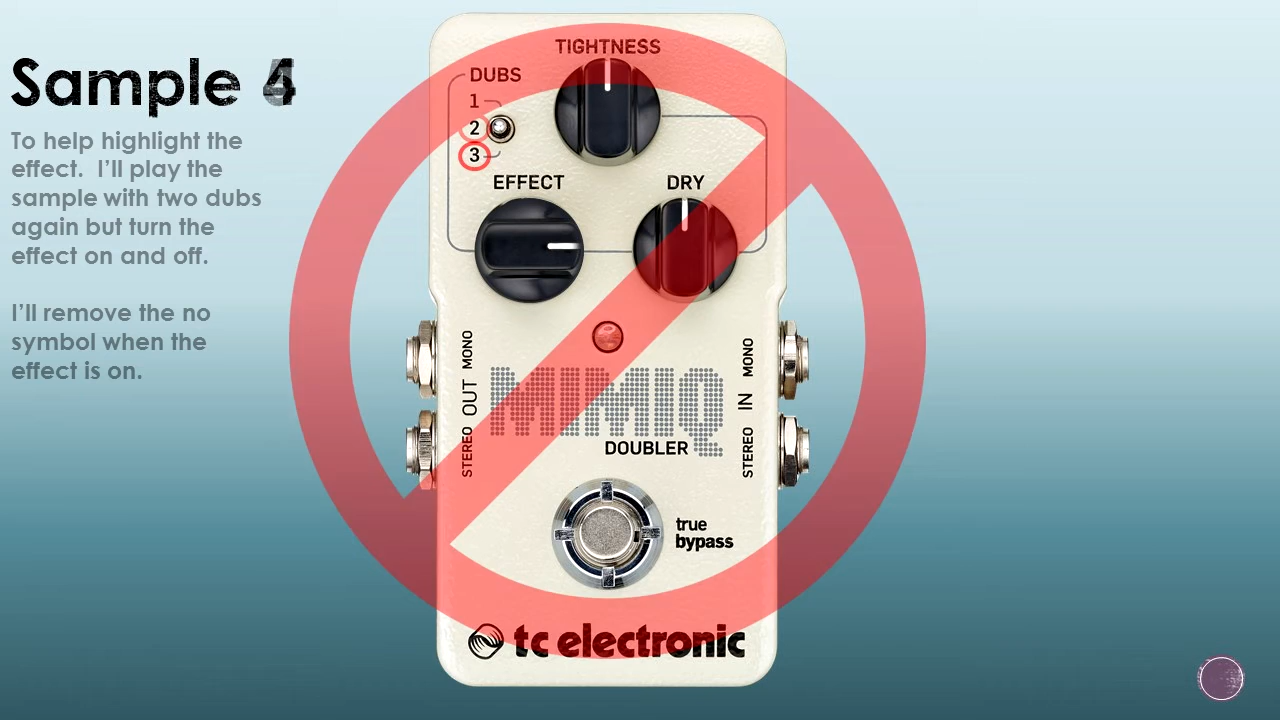 Sample
To help highlight the
effect.  I'll play the
sample with two dubs
again but turn the
effect on and off.
I'll remove the no
symbol when the
effect is on.
TIGHTNESS
DUBS
1
2
3
EFFECT
DRY
OUT
MONO
STEREO
IN
MONO
STEREO
MIMIQ
DOUBLER
true
bypass
tc electronic